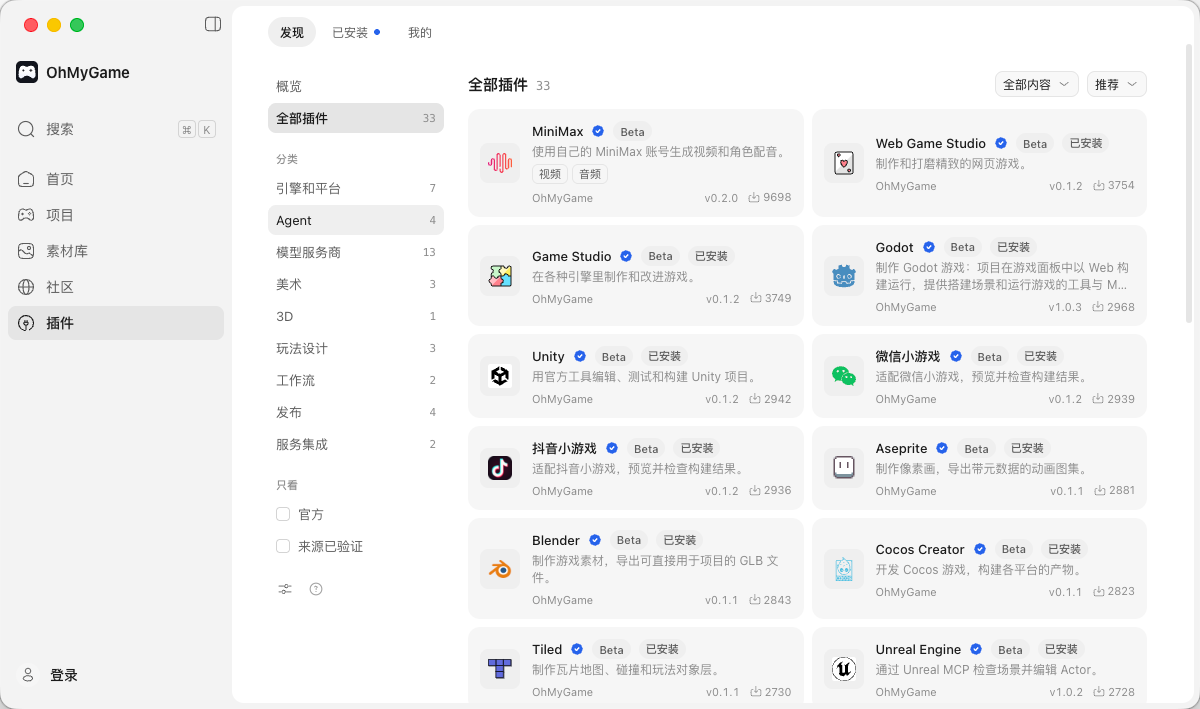 OhMyGame
搜索
⌘ K
首页
项目
素材库
社区
插件
登录
发现 已安装 我的
概览
全部插件 33
分类
引擎和平台 7
Agent 4
模型服务商 13
美术 3
3D 1
玩法设计 3
工作流 2
发布 4
服务集成 2
只看
官方
来源已验证
全部插件 33
全部内容 推荐
MiniMax Beta
使用自己的 MiniMax 账号生成视频和角色配音。
视频 音频
OhMyGame v0.2.0 9698
Web Game Studio Beta 已安装
制作和打磨精致的网页游戏。
OhMyGame v0.1.2 3754
Game Studio Beta 已安装
在各种引擎里制作和改进游戏。
OhMyGame v0.1.2 3749
Godot Beta 已安装
制作 Godot 游戏：项目在游戏面板中以 Web 构
建运行，提供搭建场景和运行游戏的工具与 M...
OhMyGame v1.0.3 2968
Unity Beta 已安装
用官方工具编辑、测试和构建 Unity 项目。
OhMyGame v0.1.2 2942
微信小游戏 Beta 已安装
适配微信小游戏，预览并检查构建结果。
OhMyGame v0.1.2 2939
抖音小游戏 Beta 已安装
适配抖音小游戏，预览并检查构建结果。
OhMyGame v0.1.2 2936
Aseprite Beta 已安装
制作像素画，导出带元数据的动画图集。
OhMyGame v0.1.1 2881
Blender Beta 已安装
制作游戏素材，导出可直接用于项目的 GLB 文
件。
OhMyGame v0.1.1 2843
Cocos Creator Beta 已安装
开发 Cocos 游戏，构建各平台的产物。
OhMyGame v0.1.1 2823
Tiled Beta 已安装
制作瓦片地图、碰撞和玩法对象层。
OhMyGame v0.1.1 2730
Unreal Engine Beta 已安装
通过 Unreal MCP 检查场景并编辑 Actor。
OhMyGame v1.0.2 2728